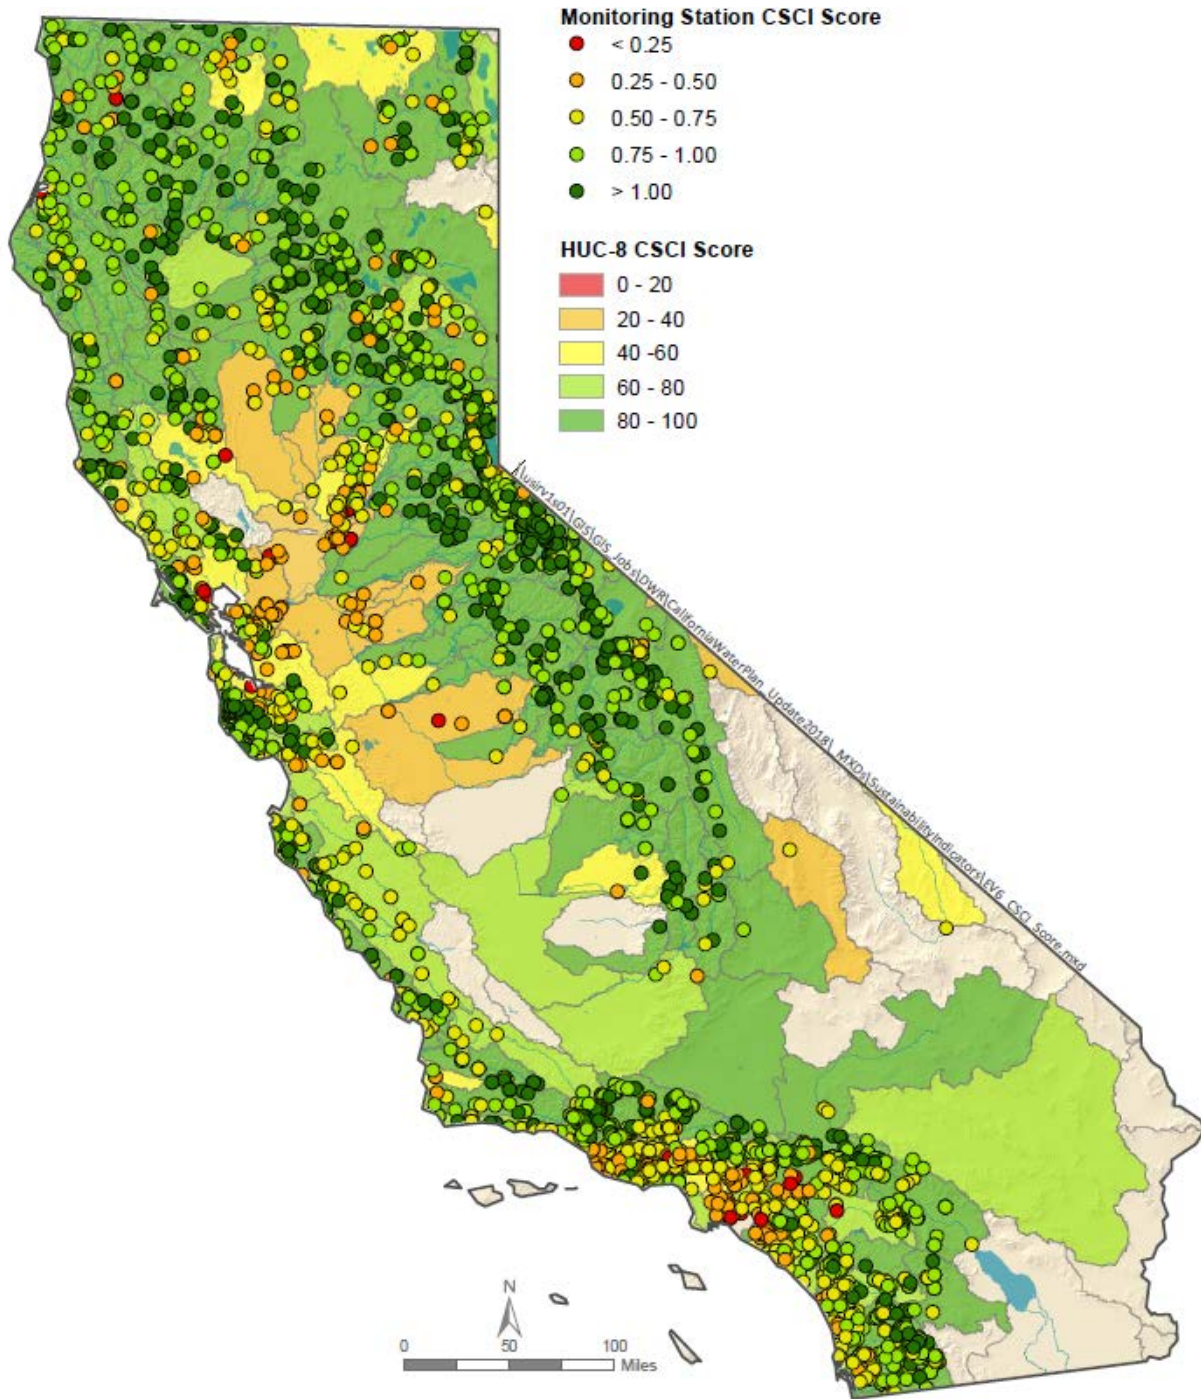 Monitoring Station CSCI Score
< 0.25
0.25 - 0.50
0.50 - 0.75
0.75 - 1.00
> 1.00
HUC-8 CSCI Score
0 - 20
20 - 40
40 -60
60 - 80
80 - 100
\\usirv1s01\GIS\GIS_Jobs\DWR\CaliforniaWaterPlan_Update2018\_MXDs\SustainabilityIndicators\EV6_CSCI_Score.mxd
N
0 50 100
Miles